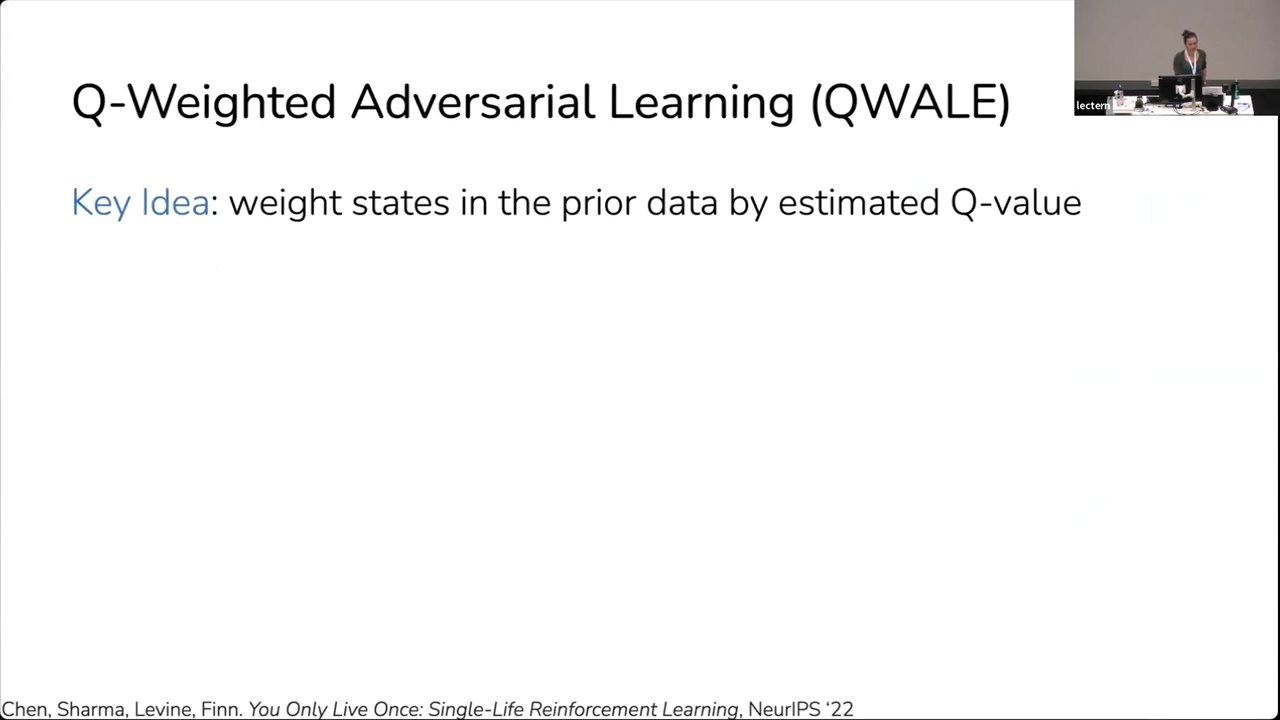 Q-Weighted Adversarial Learning (QWALE)
lectern
Key Idea: weight states in the prior data by estimated Q-value
Chen, Sharma, Levine, Finn. You Only Live Once: Single-Life Reinforcement Learning, NeurIPS ‘22